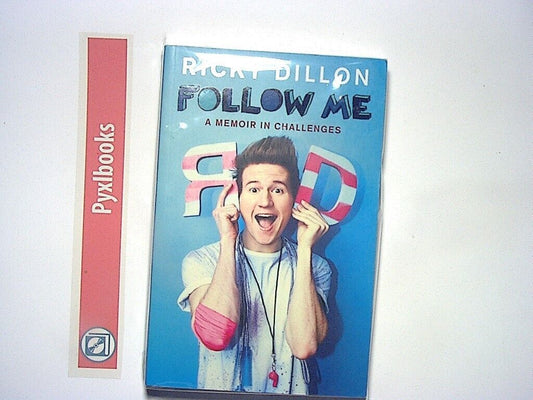 Pyxlbooks
RICKY DILLON
FOLLOW ME
A MEMOIR IN CHALLENGES
RD